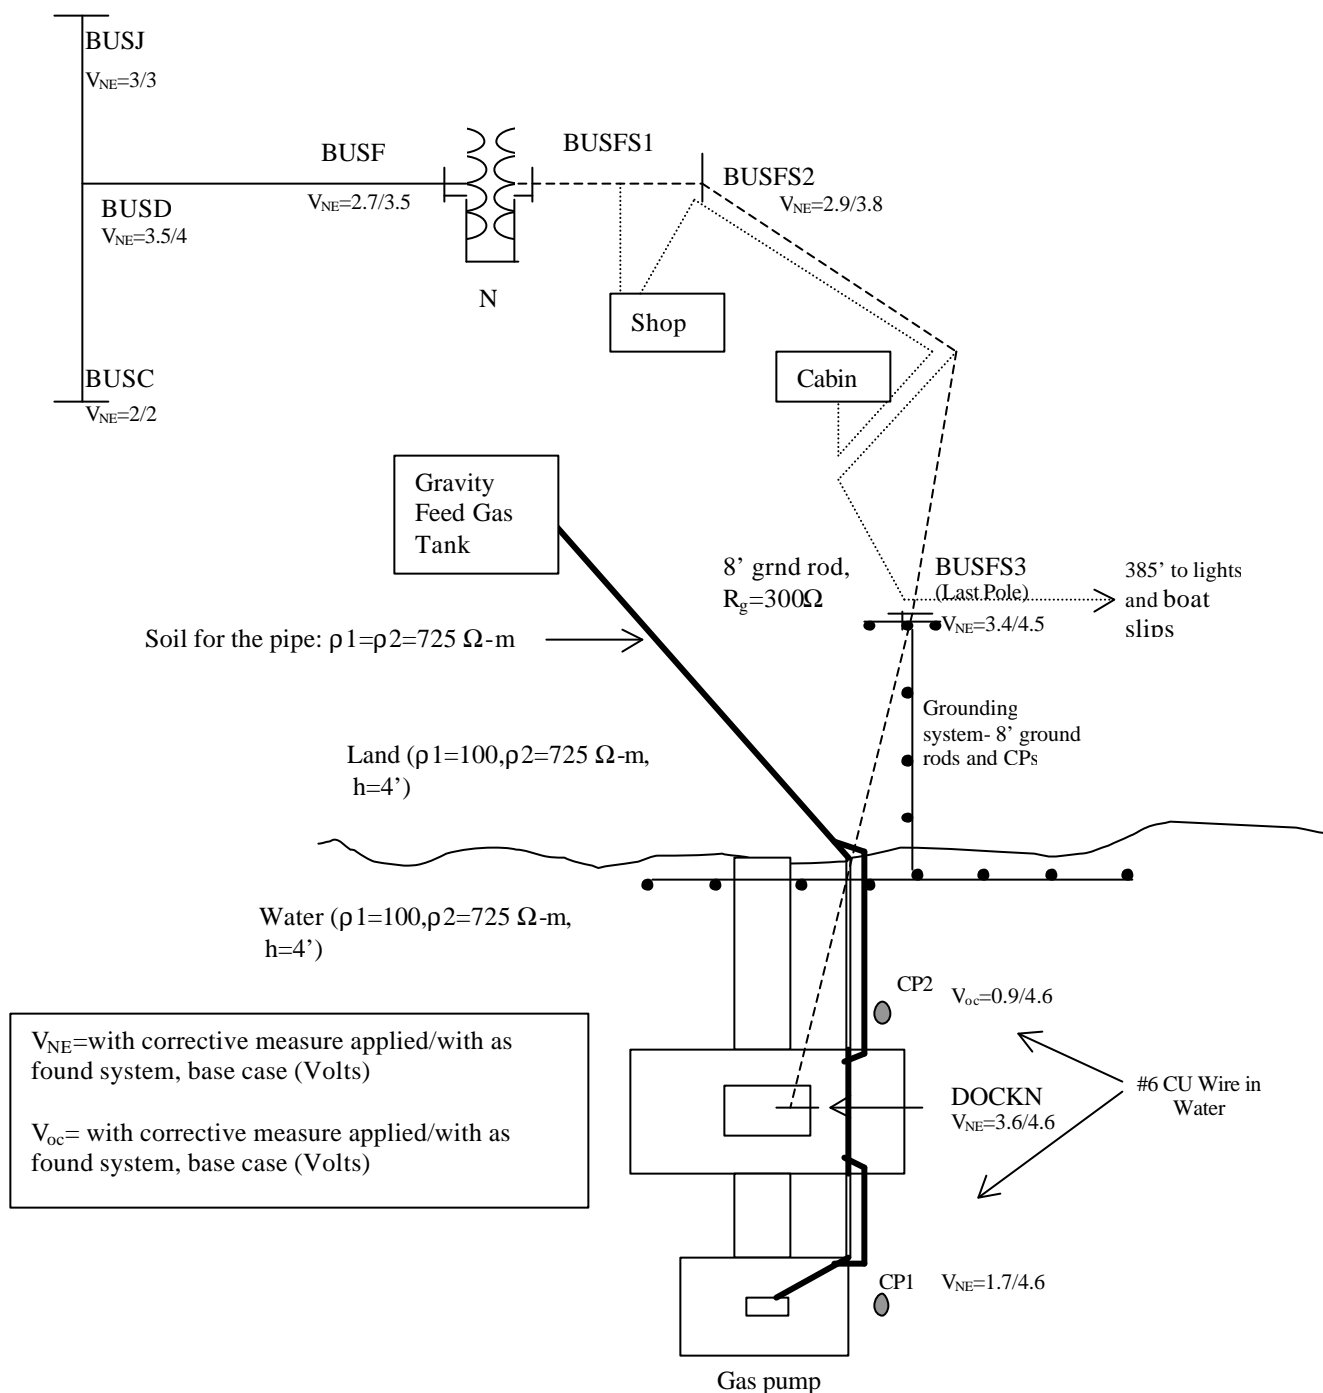 BUSJ
VNE=3/3
BUSF
BUSFS1
BUSFS2
VNE=2.7/3.5
VNE=2.9/3.8
BUSD
VNE=3.5/4
N
Shop
BUSC
VNE=2/2
Cabin
Gravity
Feed Gas
Tank
8’ grnd rod,
Rg=300Ω
BUSFS3
(Last Pole)
VNE=3.4/4.5
385’ to lights
and boat
slips
Soil for the pipe: ρ1=ρ2=725 Ω-m
Grounding
system- 8’ ground
rods and CPs
Land (ρ1=100,ρ2=725 Ω-m,
h=4’)
Water (ρ1=100,ρ2=725 Ω-m,
h=4’)
CP2
Voc=0.9/4.6
VNE=with corrective measure applied/with as
found system, base case (Volts)
Voc= with corrective measure applied/with as
found system, base case (Volts)
DOCKN
VNE=3.6/4.6
#6 CU Wire in
Water
CP1
VNE=1.7/4.6
Gas pump